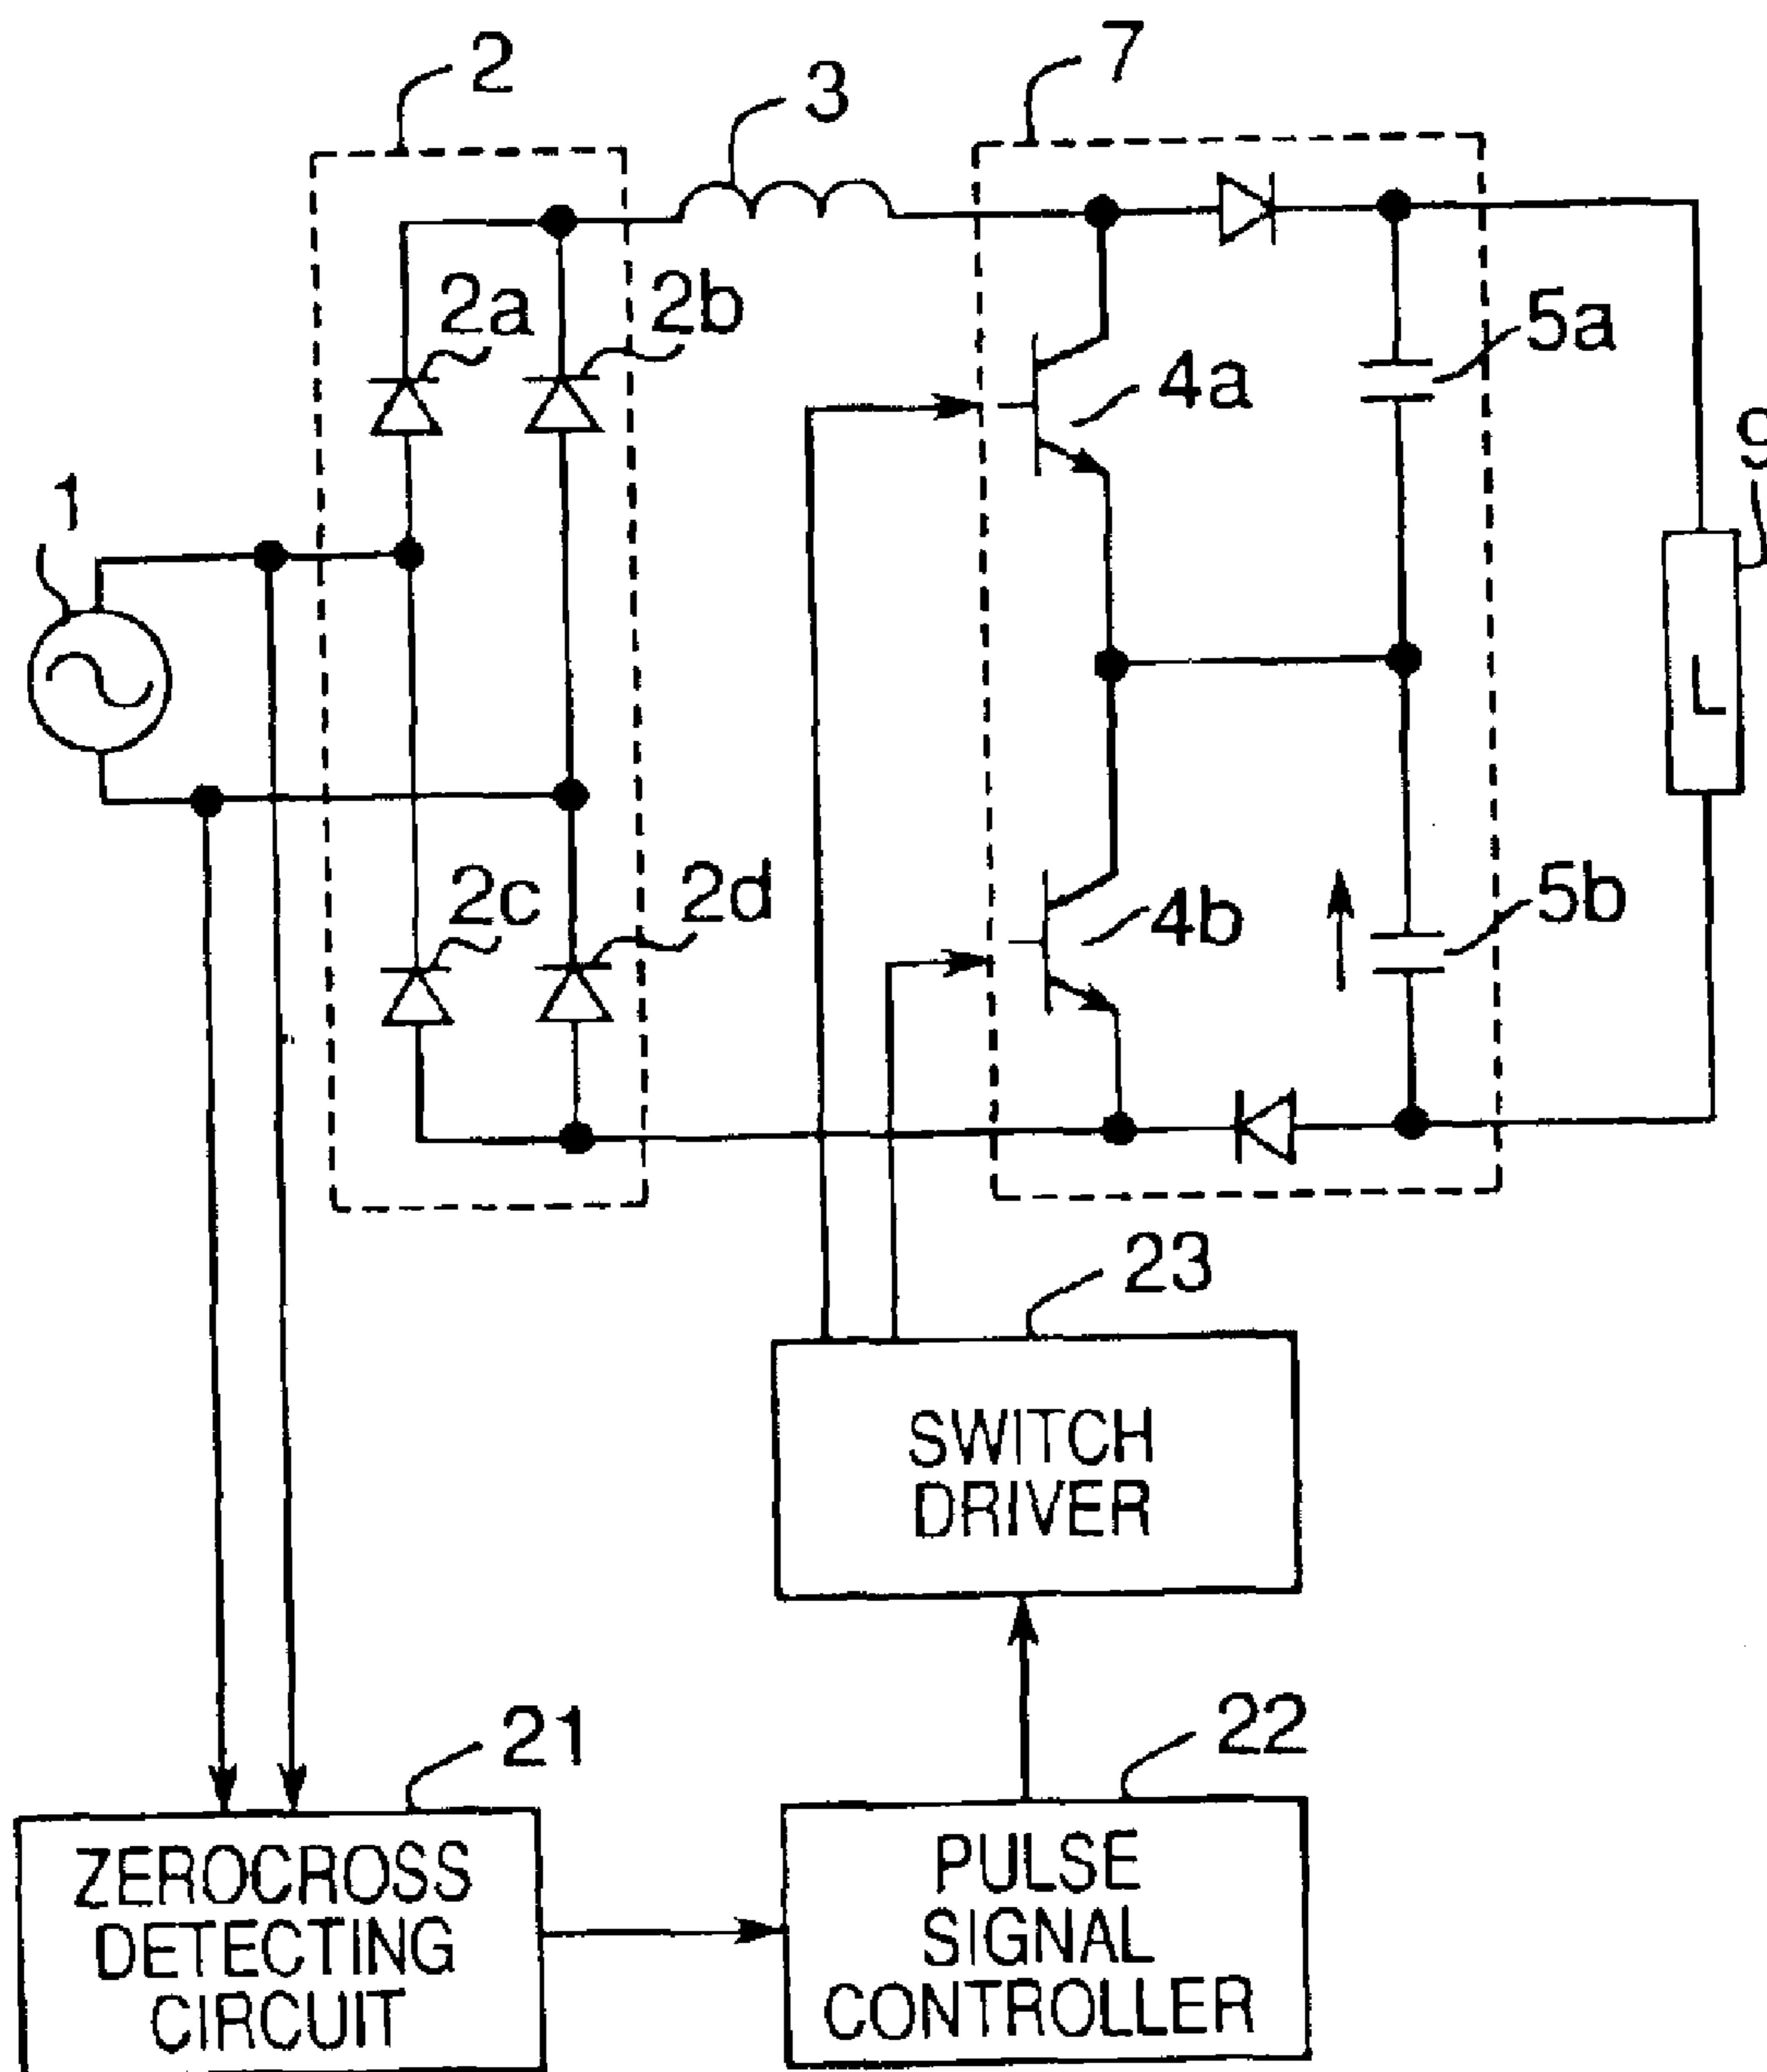 2
3
7
2a
2b
4a
5a
9
1
L
2c
2d
4b
5b
23
SWITCH
DRIVER
21
22
ZEROCROSS
DETECTING
CIRCUIT
PULSE
SIGNAL
CONTROLLER